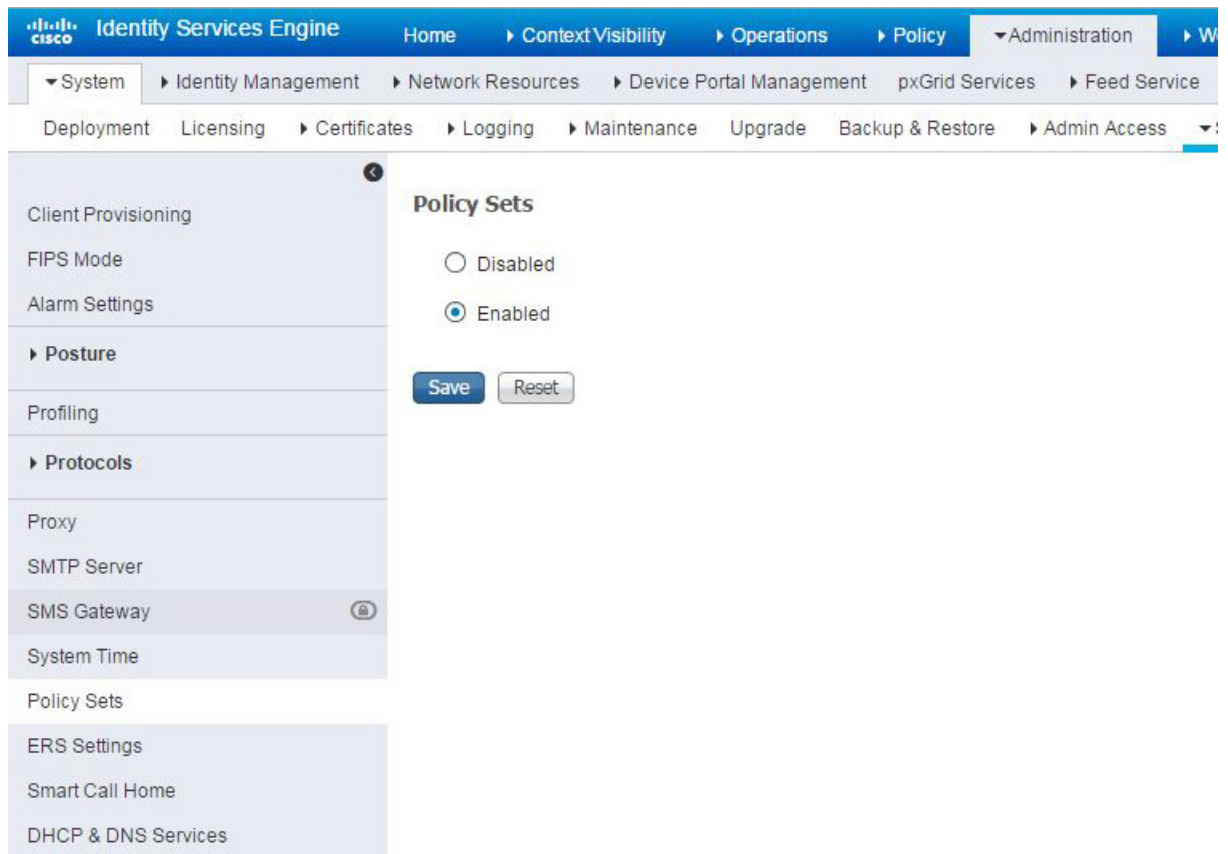 cisco Identity Services Engine Home Context Visibility Operations Policy Administration
System Identity Management Network Resources Device Portal Management pxGrid Services Feed Service
Deployment Licensing Certificates Logging Maintenance Upgrade Backup & Restore Admin Access
Client Provisioning
FIPS Mode
Alarm Settings
Posture
Profiling
Protocols
Proxy
SMTP Server
SMS Gateway
System Time
Policy Sets
ERS Settings
Smart Call Home
DHCP & DNS Services
Policy Sets
Disabled
Enabled
Save Reset